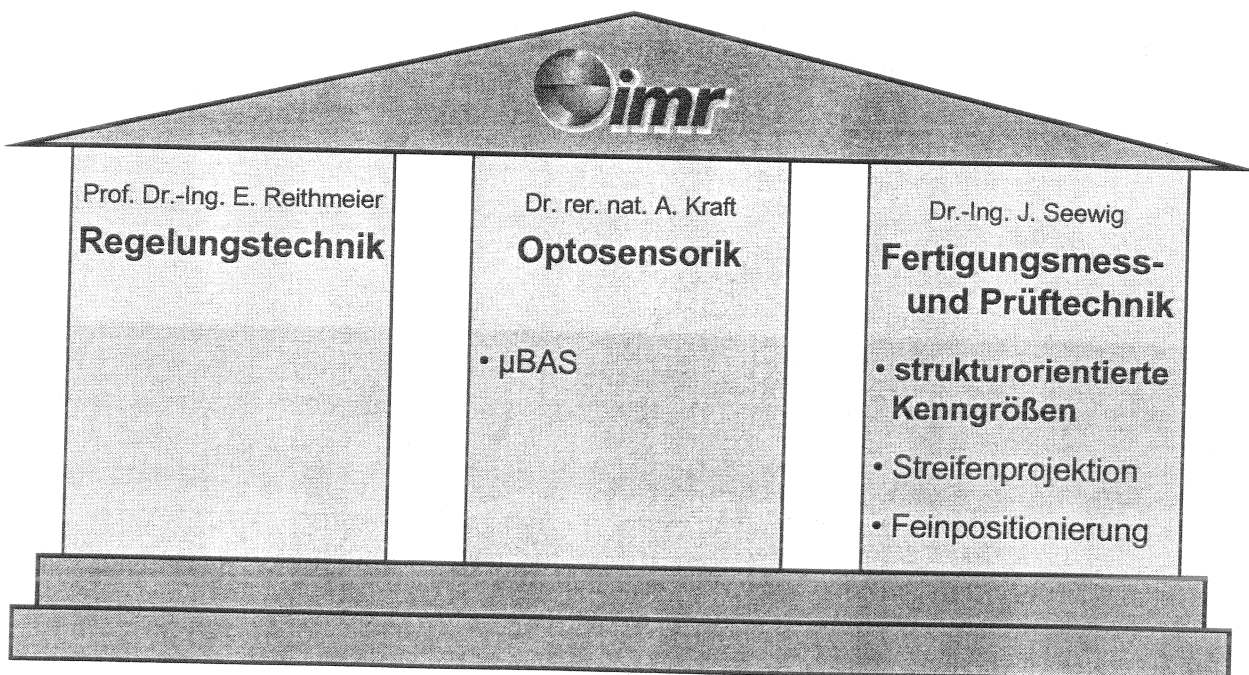 imr
Prof. Dr.-Ing. E. Reithmeier
Regelungstechnik
Dr. rer. nat. A. Kraft
Optosensorik
• µBAS
Dr.-Ing. J. Seewig
Fertigungsmess-
und Prüftechnik
• strukturorientierte
Kenngrößen
• Streifenprojektion
• Feinpositionierung